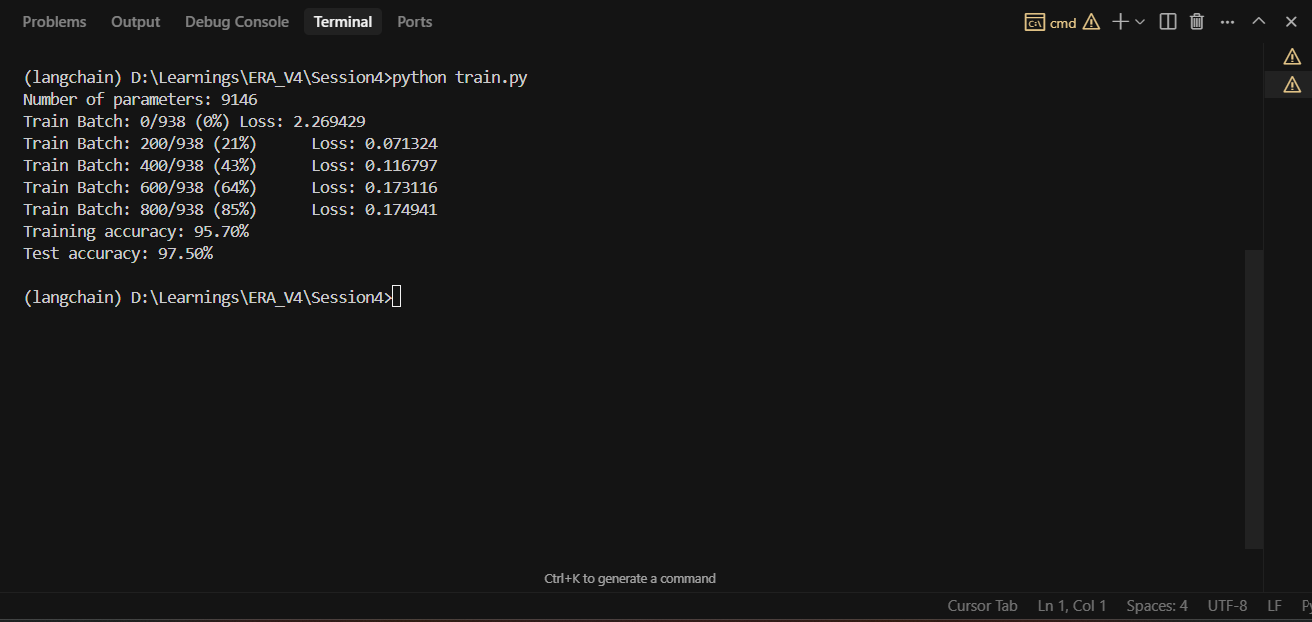 Problems Output Debug Console Terminal Ports cmd
(langchain) D:\Learnings\ERA_V4\Session4>python train.py
Number of parameters: 9146
Train Batch: 0/938 (0%) Loss: 2.269429
Train Batch: 200/938 (21%)      Loss: 0.071324
Train Batch: 400/938 (43%)      Loss: 0.116797
Train Batch: 600/938 (64%)      Loss: 0.173116
Train Batch: 800/938 (85%)      Loss: 0.174941
Training accuracy: 95.70%
Test accuracy: 97.50%
(langchain) D:\Learnings\ERA_V4\Session4>
Ctrl+K to generate a command
Cursor Tab Ln 1, Col 1 Spaces: 4 UTF-8 LF